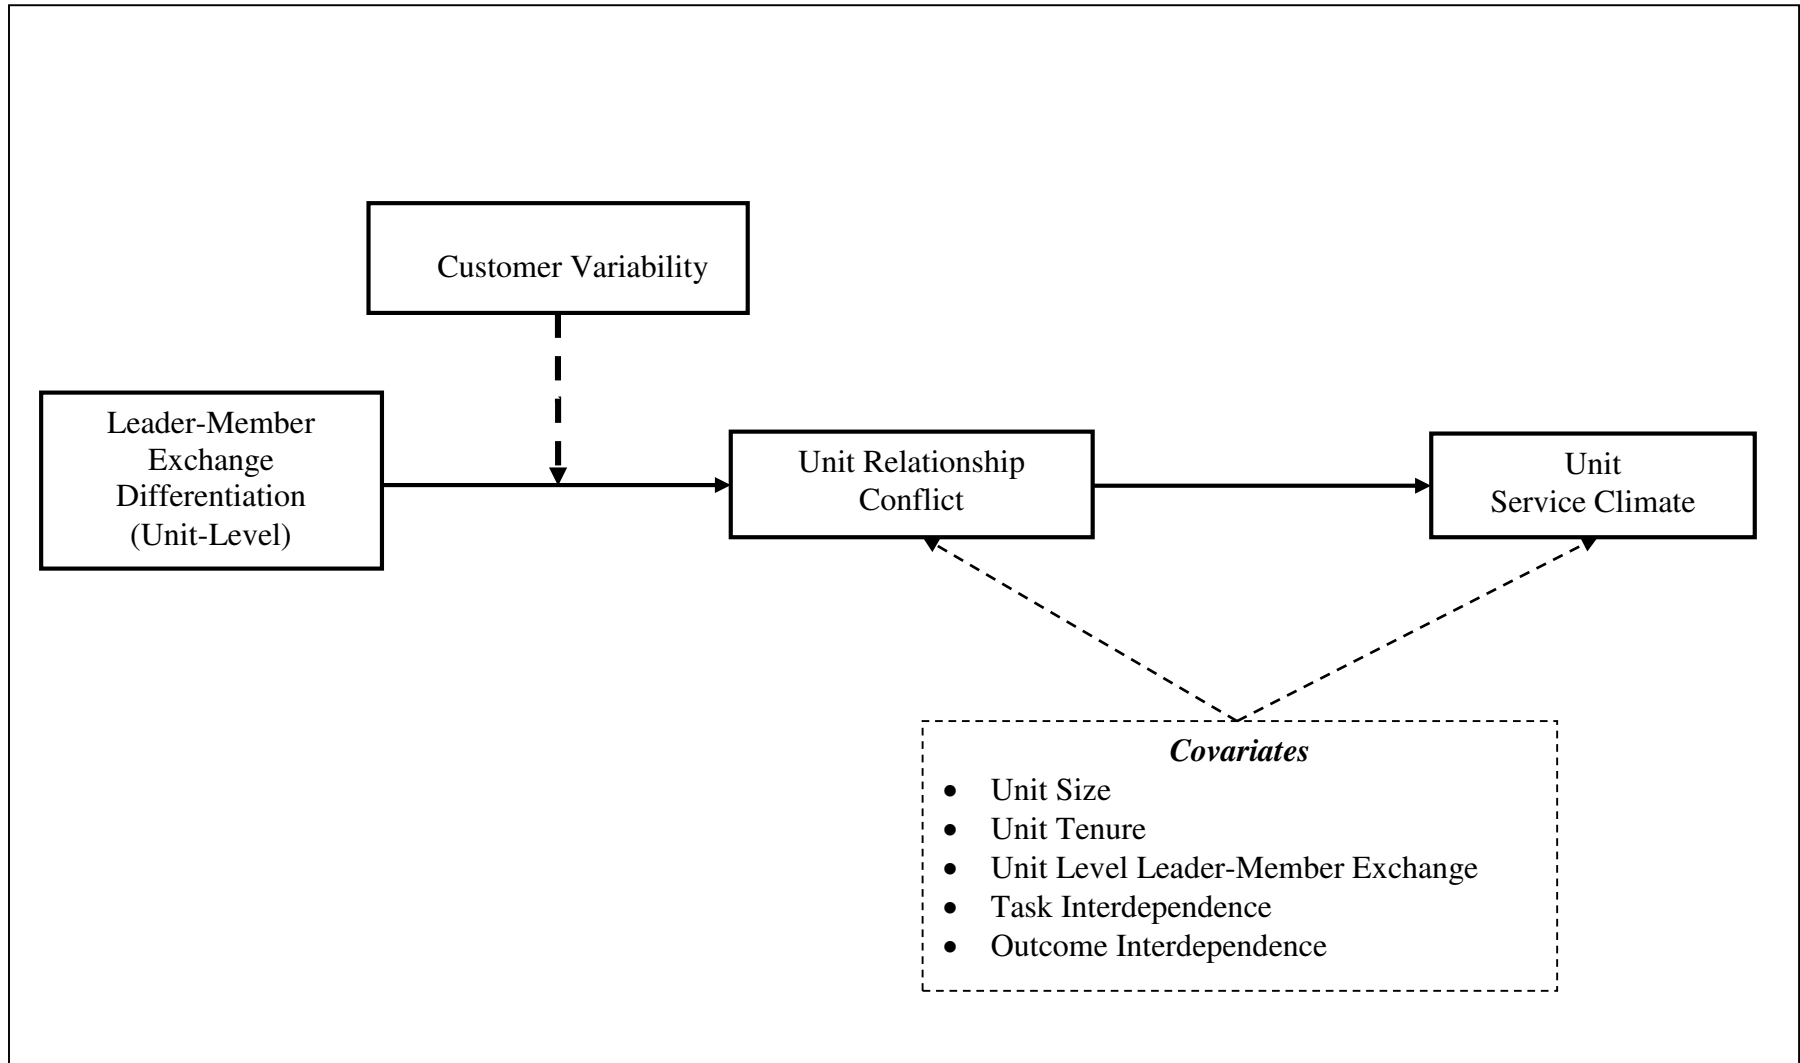 Customer Variability
Leader-Member
Exchange
Differentiation
(Unit-Level)
Unit Relationship
Conflict
Unit
Service Climate
Covariates
• Unit Size
• Unit Tenure
• Unit Level Leader-Member Exchange
• Task Interdependence
• Outcome Interdependence